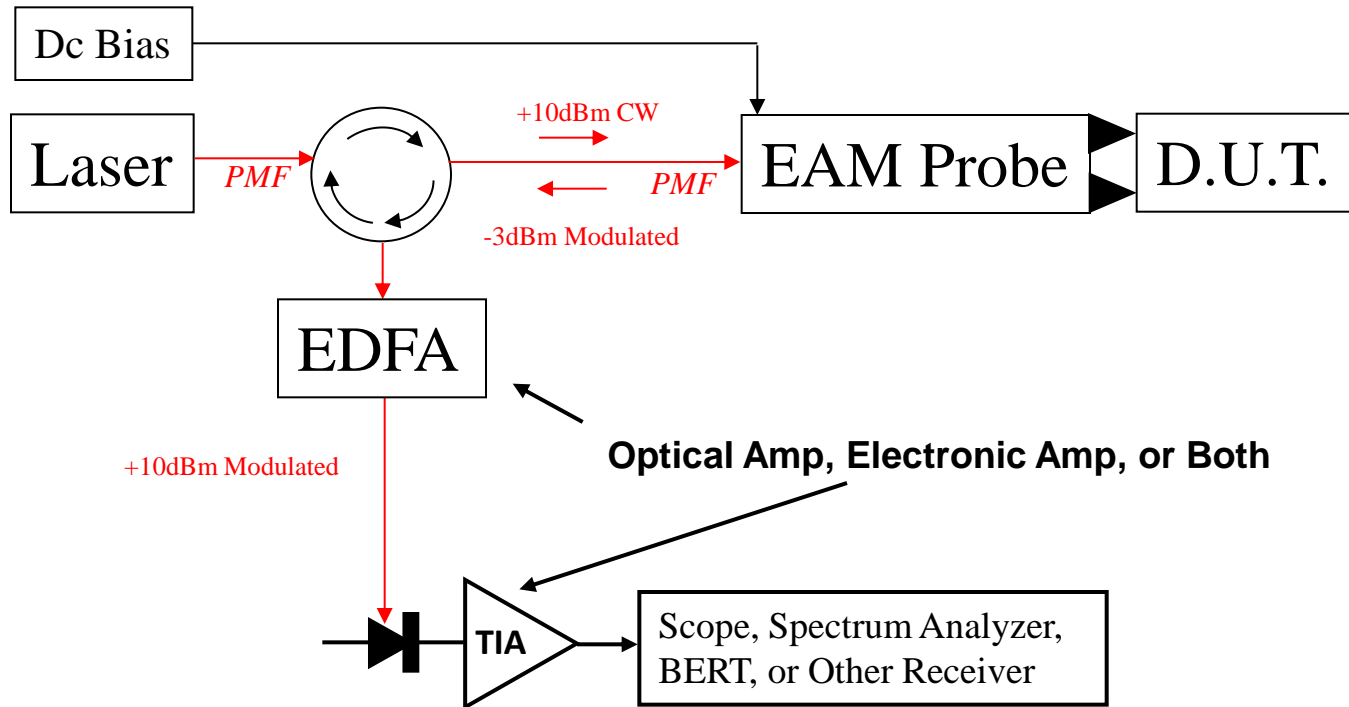 Dc Bias
Laser
PMF
+10dBm CW
PMF
-3dBm Modulated
EAM Probe
D.U.T.
EDFA
+10dBm Modulated
Optical Amp, Electronic Amp, or Both
TIA
Scope, Spectrum Analyzer,
BERT, or Other Receiver